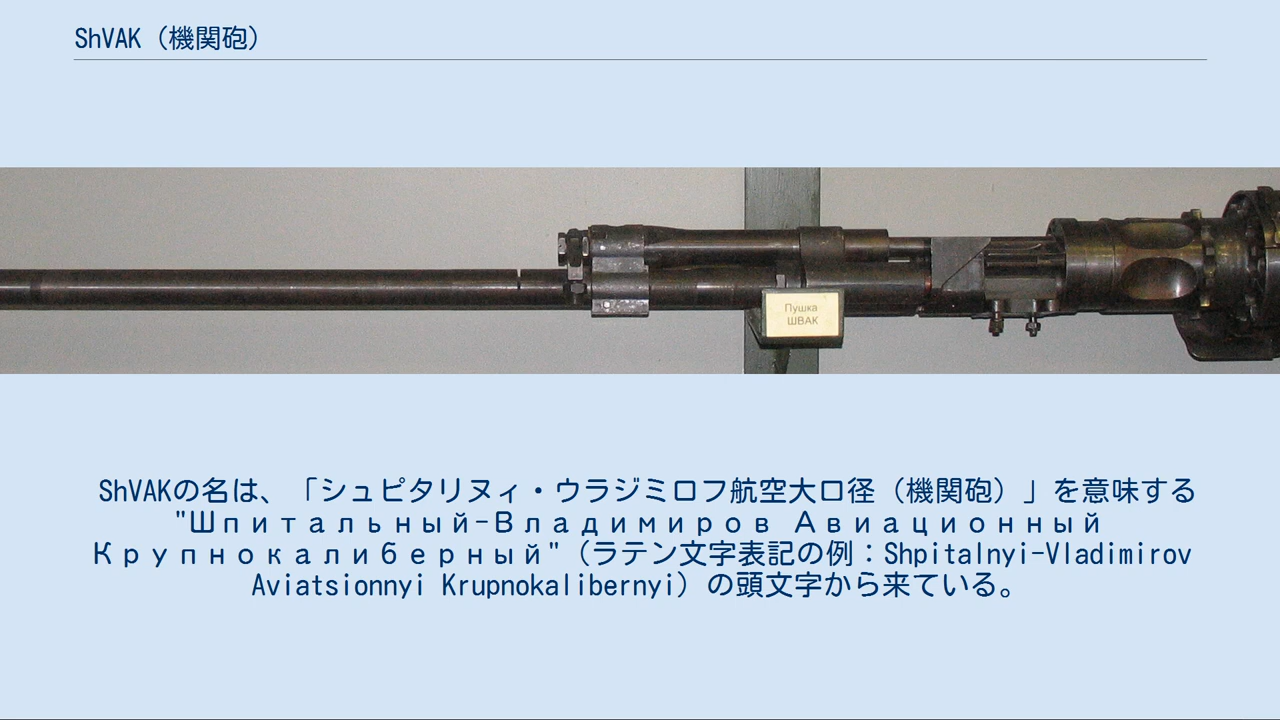 ShVAK（機関砲）
Пушка
ШВАК
ShVAKの名は、「シュピタリヌィ・ウラジミロフ航空大口径（機関砲）」を意味する
"Шпитальный-Владимиров Авиационный
Крупнокалиберный"（ラテン文字表記の例：Shpitalnyi-Vladimirov
Aviatsionnyi Krupnokalibernyi）の頭文字から来ている。